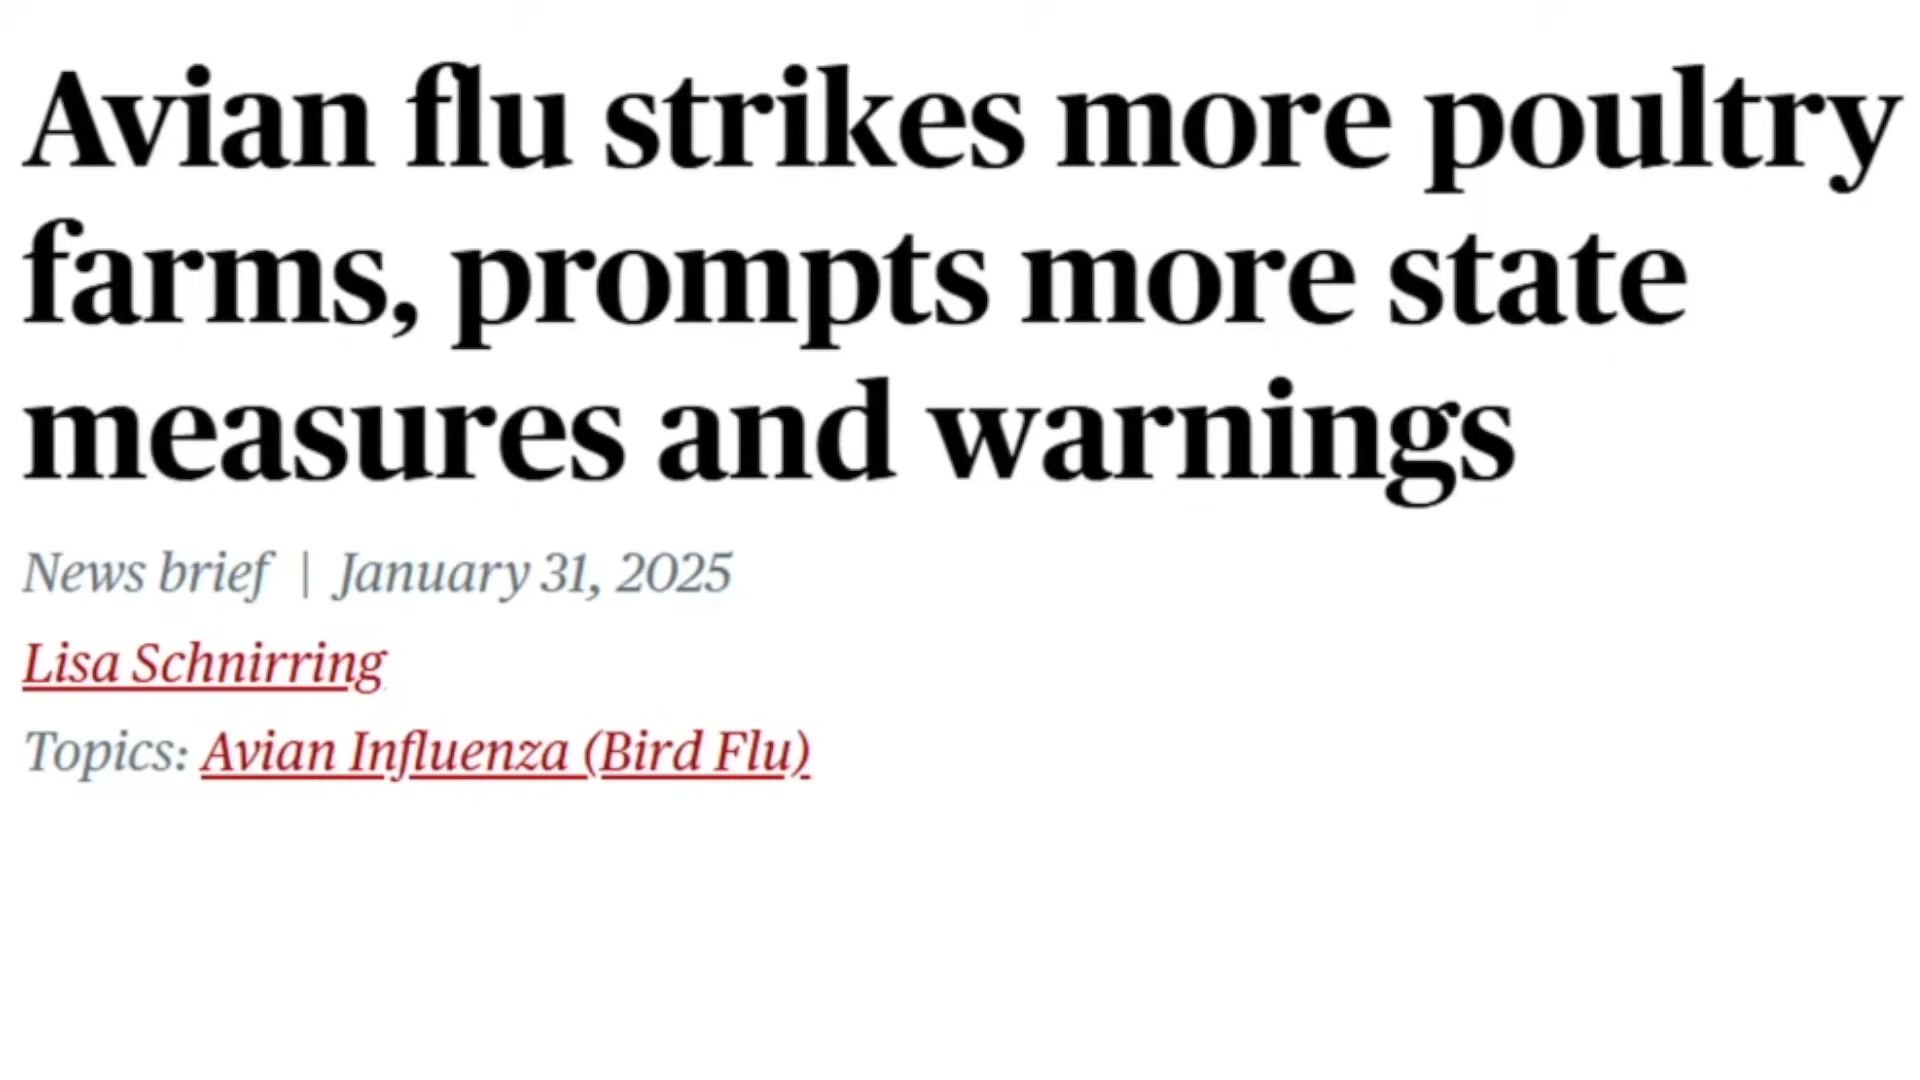 Avian flu strikes more poultry
farms, prompts more state
measures and warnings
News brief | January 31, 2025
Lisa Schnirring
Topics: Avian Influenza (Bird Flu)